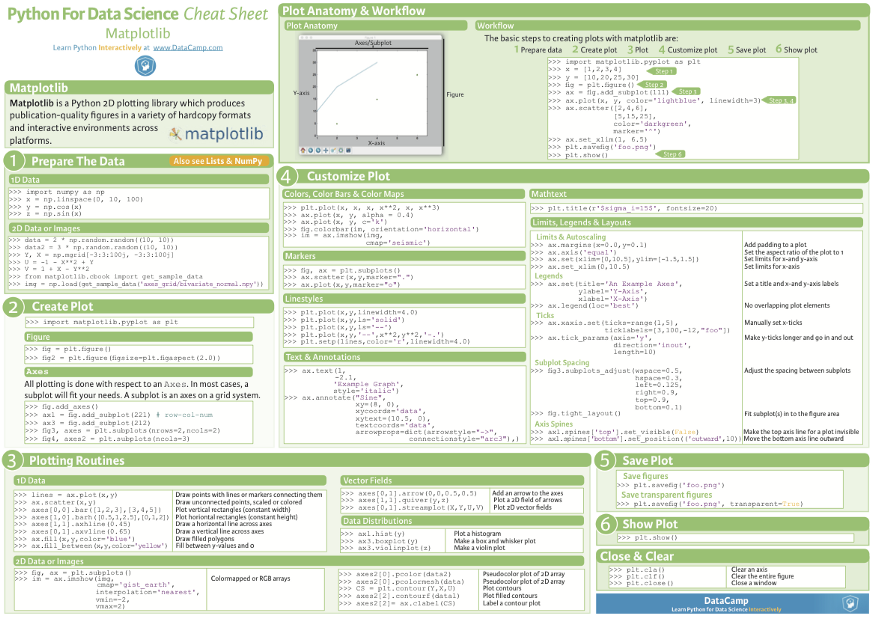 Python For Data Science Cheat Sheet
Matplotlib
Learn Python Interactively at www.DataCamp.com
Matplotlib
Matplotlib is a Python 2D plotting library which produces
publication-quality figures in a variety of hardcopy formats
and interactive environments across
platforms.
matplotlib
1 Prepare The Data
Also see Lists & NumPy
1D Data
>>> import numpy as np
>>> x = np.linspace(0, 10, 100)
>>> y = np.cos(x)
>>> z = np.sin(x)
2D Data or Images
>>> data = 2 * np.random.random((10, 10))
>>> data2 = 3 * np.random.random((10, 10))
>>> Y, X = np.mgrid[-3:3:100j, -3:3:100j]
>>> U = -1 - X**2 + Y
>>> V = 1 + X - Y**2
>>> from matplotlib.cbook import get_sample_data
>>> img = np.load(get_sample_data('axes_grid/bivariate_normal.npy'))
2 Create Plot
>>> import matplotlib.pyplot as plt
Figure
>>> fig = plt.figure()
>>> fig2 = plt.figure(figsize=plt.figaspect(2.0))
Axes
All plotting is done with respect to an Axes. In most cases, a
subplot will fit your needs. A subplot is an axes on a grid system.
>>> fig.add_axes()
>>> ax1 = fig.add_subplot(221) # row-col-num
>>> ax3 = fig.add_subplot(212)
>>> fig3, axes = plt.subplots(nrows=2,ncols=2)
>>> fig4, axes2 = plt.subplots(ncols=3)
Plot Anatomy & Workflow
Plot Anatomy
Axes/Subplot
Y-axis
Figure
X-axis
Workflow
The basic steps to creating plots with matplotlib are:
1 Prepare data 2 Create plot 3 Plot 4 Customize plot 5 Save plot 6 Show plot
>>> import matplotlib.pyplot as plt
>>> x = [1,2,3,4] Step 1
>>> y = [10,20,25,30]
>>> fig = plt.figure() Step 2
>>> ax = fig.add_subplot(111) Step 3
>>> ax.plot(x, y, color='lightblue', linewidth=3) Step 3, 4
>>> ax.scatter([2,4,6],
[5,15,25],
color='darkgreen',
marker='^')
>>> ax.set_xlim(1, 6.5)
>>> plt.savefig('foo.png')
>>> plt.show() Step 6
4 Customize Plot
Colors, Color Bars & Color Maps
>>> plt.plot(x, x, x, x**2, x, x**3)
>>> ax.plot(x, y, alpha = 0.4)
>>> ax.plot(x, y, c='k')
>>> fig.colorbar(im, orientation='horizontal')
>>> im = ax.imshow(img,
cmap='seismic')
Markers
>>> fig, ax = plt.subplots()
>>> ax.scatter(x,y,marker=".")
>>> ax.plot(x,y,marker="o")
Linestyles
>>> plt.plot(x,y,linewidth=4.0)
>>> plt.plot(x,y,ls='solid')
>>> plt.plot(x,y,ls='--')
>>> plt.plot(x,y,'--',x**2,y**2,'-.')
>>> plt.setp(lines,color='r',linewidth=4.0)
Text & Annotations
>>> ax.text(1,
-2.1,
'Example Graph',
style='italic')
>>> ax.annotate("Sine",
xy=(8, 0),
xycoords='data',
xytext=(10.5, 0),
textcoords='data',
arrowprops=dict(arrowstyle="->",
connectionstyle="arc3"),)
Mathtext
>>> plt.title(r'$sigma_i=15$', fontsize=20)
Limits, Legends & Layouts
Limits & Autoscaling
>>> ax.margins(x=0.0,y=0.1) Add padding to a plot
>>> ax.axis('equal') Set the aspect ratio of the plot to 1
>>> ax.set(xlim=[0,10.5],ylim=[-1.5,1.5]) Set limits for x-and y-axis
>>> ax.set_xlim(0,10.5) Set limits for x-axis
Legends
>>> ax.set(title='An Example Axes', Set a title and x-and y-axis labels
ylabel='Y-Axis',
xlabel='X-Axis')
>>> ax.legend(loc='best') No overlapping plot elements
Ticks
>>> ax.xaxis.set(ticks=range(1,5), Manually set x-ticks
ticklabels=[3,100,-12,"foo"])
>>> ax.tick_params(axis='y', Make y-ticks longer and go in and out
direction='inout',
length=10)
Subplot Spacing
>>> fig3.subplots_adjust(wspace=0.5, Adjust the spacing between subplots
hspace=0.3,
left=0.125,
right=0.9,
top=0.9,
bottom=0.1)
>>> fig.tight_layout() Fit subplot(s) in to the figure area
Axis Spines
>>> ax1.spines['top'].set_visible(False) Make the top axis line for a plot invisible
>>> ax1.spines['bottom'].set_position(('outward',10)) Move the bottom axis line outward
3 Plotting Routines
1D Data
>>> lines = ax.plot(x,y) Draw points with lines or markers connecting them
>>> ax.scatter(x,y) Draw unconnected points, scaled or colored
>>> axes[0,0].bar([1,2,3],[3,4,5]) Plot vertical rectangles (constant width)
>>> axes[1,0].barh([0.5,1,2.5],[0,1,2]) Plot horiontal rectangles (constant height)
>>> axes[1,1].axhline(0.45) Draw a horizontal line across axes
>>> axes[0,1].axvline(0.65) Draw a vertical line across axes
>>> ax.fill(x,y,color='blue') Draw filled polygons
>>> ax.fill_between(x,y,color='yellow') Fill between y-values and 0
Vector Fields
>>> axes[0,1].arrow(0,0,0.5,0.5) Add an arrow to the axes
>>> axes[1,1].quiver(y,z) Plot a 2D field of arrows
>>> axes[0,1].streamplot(X,Y,U,V) Plot 2D vector fields
Data Distributions
>>> ax1.hist(y) Plot a histogram
>>> ax3.boxplot(y) Make a box and whisker plot
>>> ax3.violinplot(z) Make a violin plot
2D Data or Images
>>> fig, ax = plt.subplots()
>>> im = ax.imshow(img, Colormapped or RGB arrays
cmap='gist_earth',
interpolation='nearest',
vmin=-2,
vmax=2)
>>> axes2[0].pcolor(data2) Pseudocolor plot of 2D array
>>> axes2[0].pcolormesh(data) Pseudocolor plot of 2D array
>>> CS = plt.contour(Y,X,U) Plot contours
>>> axes2[2].contourf(data1) Plot filled contours
>>> axes2[2]= ax.clabel(CS) Label a contour plot
5 Save Plot
Save figures
>>> plt.savefig('foo.png')
Save transparent figures
>>> plt.savefig('foo.png', transparent=True)
6 Show Plot
>>> plt.show()
Close & Clear
>>> plt.cla() Clear an axis
>>> plt.clf() Clear the entire figure
>>> plt.close() Close a window
DataCamp
Learn Python for Data Science Interactively